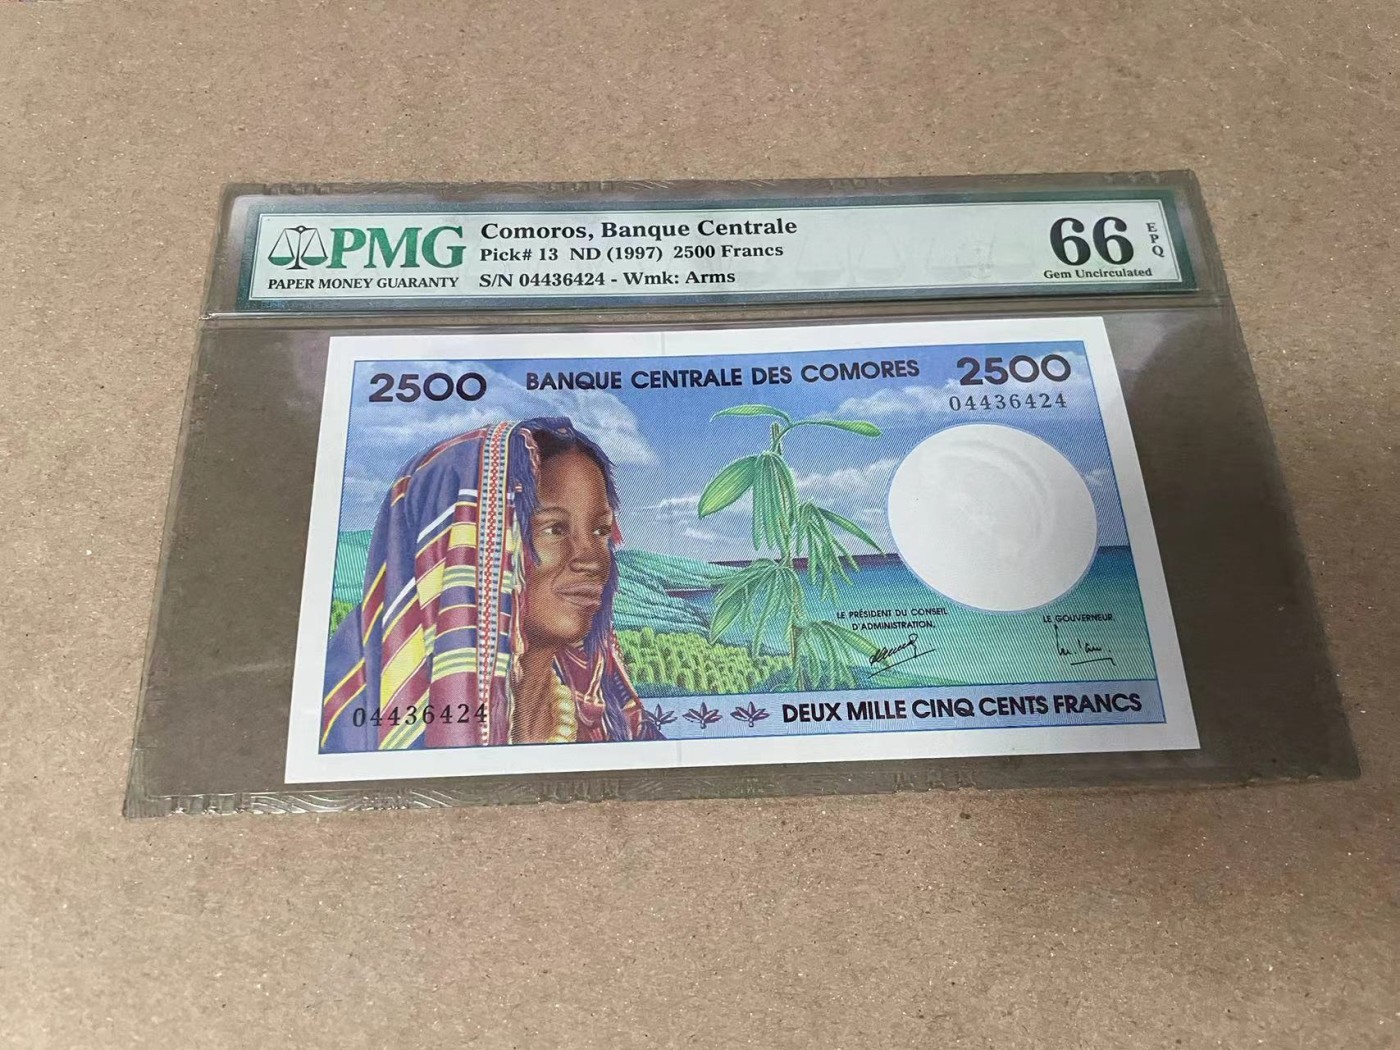 PMG
PAPER MONEY GUARANTY
Comoros, Banque Centrale
Pick# 13 ND (1997) 2500 Francs
S/N 04436424 - Wmk: Arms
66
EPQ
Gem Uncirculated
2500
BANQUE CENTRALE DES COMORES
2500
04436424
LE PRÉSIDENT DU CONSEIL
D'ADMINISTRATION,
LE GOUVERNEUR,
04436424
DEUX MILLE CINQ CENTS FRANCS